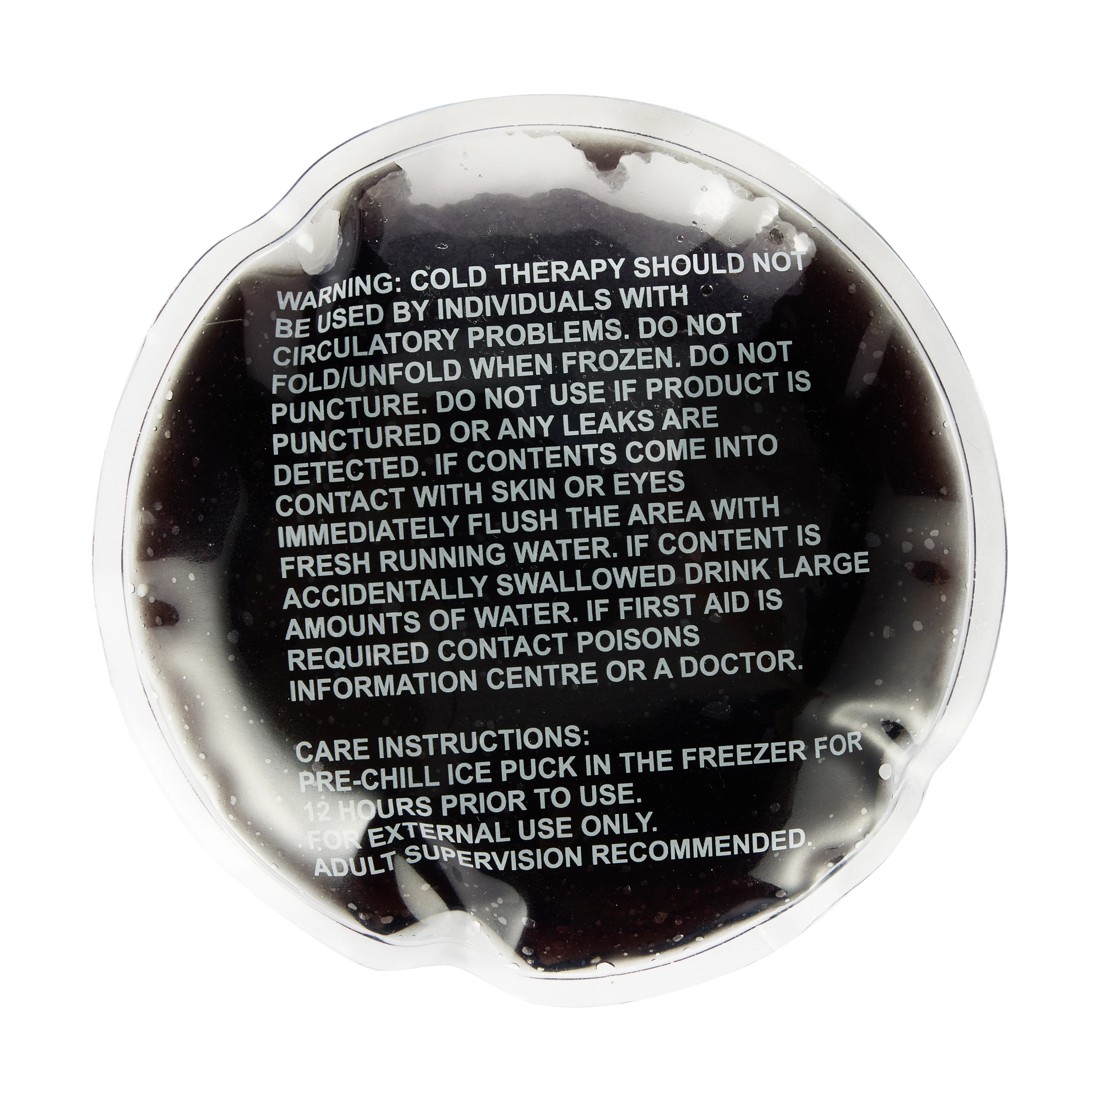 WARNING: COLD THERAPY SHOULD NOT
BE USED BY INDIVIDUALS WITH
CIRCULATORY PROBLEMS. DO NOT
FOLD/UNFOLD WHEN FROZEN. DO NOT
PUNCTURE. DO NOT USE IF PRODUCT IS
PUNCTURED OR ANY LEAKS ARE
DETECTED. IF CONTENTS COME INTO
CONTACT WITH SKIN OR EYES
IMMEDIATELY FLUSH THE AREA WITH
FRESH RUNNING WATER. IF CONTENT IS
ACCIDENTALLY SWALLOWED DRINK LARGE
AMOUNTS OF WATER. IF FIRST AID IS
REQUIRED CONTACT POISONS
INFORMATION CENTRE OR A DOCTOR.
CARE INSTRUCTIONS:
PRE-CHILL ICE PUCK IN THE FREEZER FOR
12 HOURS PRIOR TO USE.
FOR EXTERNAL USE ONLY.
ADULT SUPERVISION RECOMMENDED.